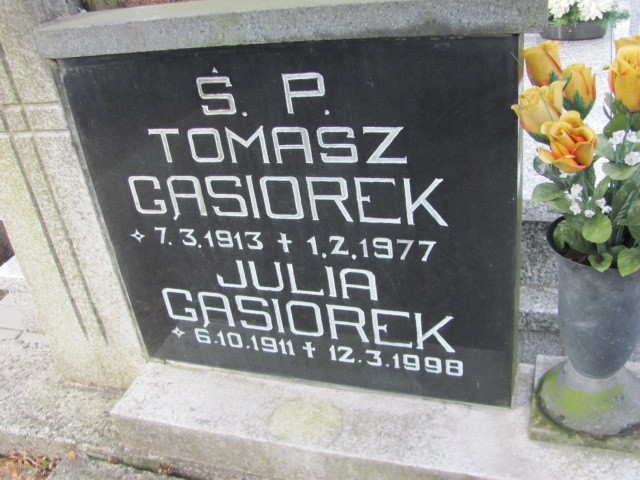 Ś. P.
TOMASZ
GĄSIOREK
✧ 7.3.1913 ✝ 1.2.1977
JULIA
GĄSIOREK
✧ 6.10.1911 ✝ 12.3.1998